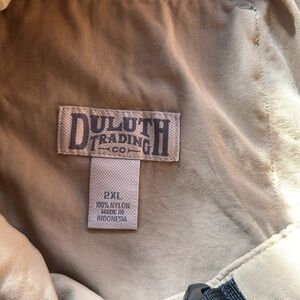 DULUTH
TRADING
CO
2XL
100% NYLON
MADE IN
INDONESIA